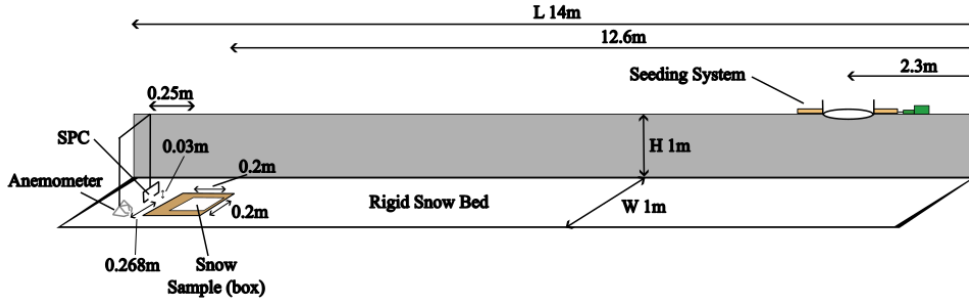 L 14m
12.6m
Seeding System
2.3m
0.25m
SPC
0.03m
H 1m
0.2m
Anemometer
Rigid Snow Bed
W 1m
0.2m
0.268m
Snow
Sample (box)